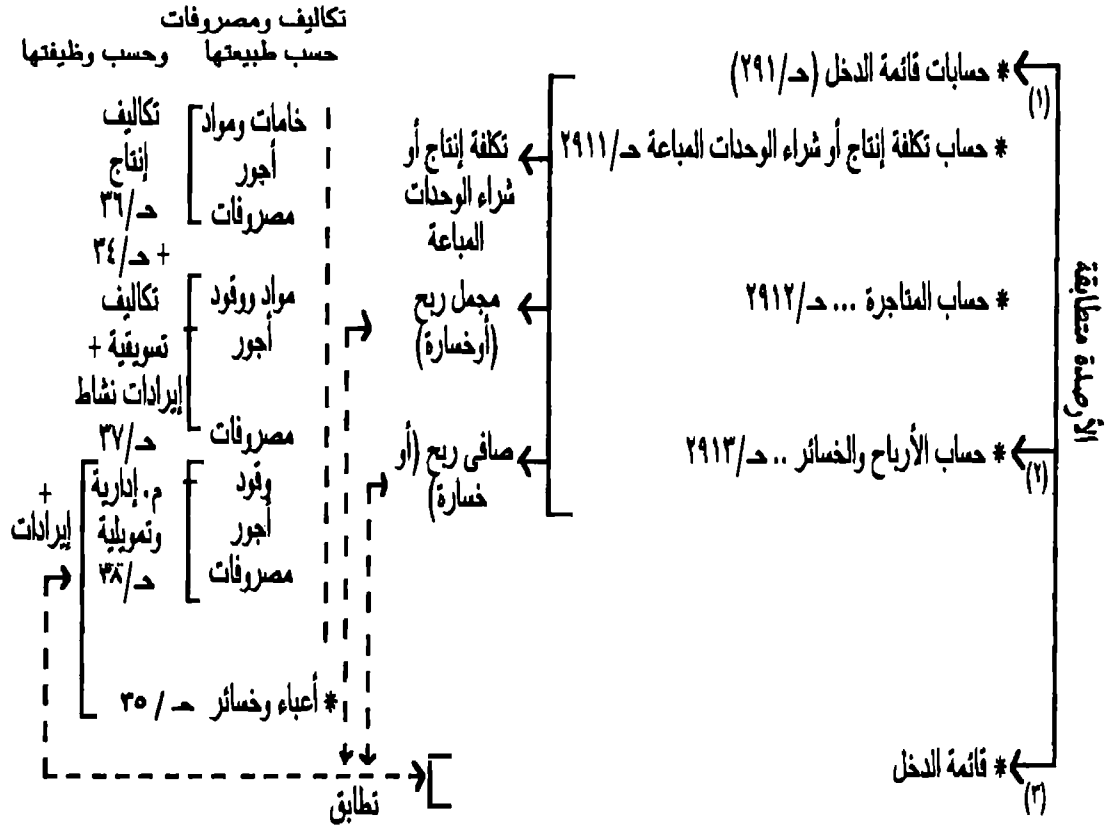 تكاليف ومصروفات
حسب طبيعتها وحسب وظيفتها
(١) * حسابات قائمة الدخل (حـ/٢٩١)
* حساب تكلفة إنتاج أو شراء الوحدات المباعة حـ/٢٩١١
تكلفة إنتاج أو
شراء الوحدات
المباعة
خامات ومواد
أجور
مصروفات
تكاليف
إنتاج
حـ/٣٦
+ حـ/٣٤
* حساب المتاجرة ... حـ/٢٩١٢
مجمل ربح
(أوخسارة)
مواد ووقود
أجور
مصروفات
تكاليف
تسويقية +
إيرادات نشاط
حـ/٣٧
(٢) * حساب الأرباح والخسائر .. حـ/٢٩١٣
صافى ربح (أو
خسارة)
وقود
أجور
مصروفات
م. إدارية
وتمويلية
حـ/٣٨
+
إيرادات
* أعباء وخسائر حـ/ ٣٥
(٣) * قائمة الدخل
تطابق
الأرصدة متطابقة